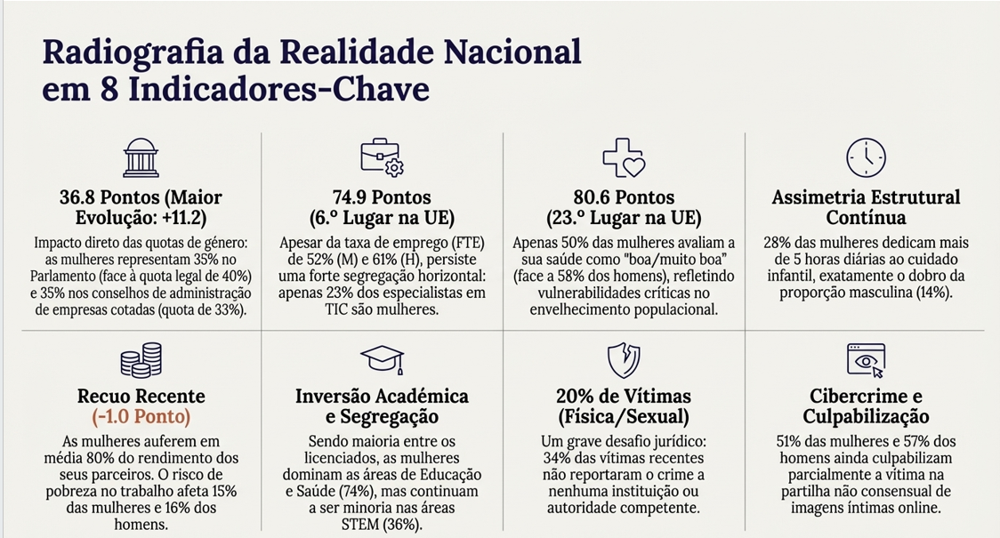 Radiografia da Realidade Nacional
em 8 Indicadores-Chave
36.8 Pontos (Maior
Evolução: +11.2)
Impacto direto das quotas de género:
as mulheres representam 35% no
Parlamento (face à quota legal de 40%)
e 35% nos conselhos de administração
de empresas cotadas (quota de 33%).
74.9 Pontos
(6.º Lugar na UE)
Apesar da taxa de emprego (FTE)
de 52% (M) e 61% (H), persiste
uma forte segregação horizontal:
apenas 23% dos especialistas em
TIC são mulheres.
80.6 Pontos
(23.º Lugar na UE)
Apenas 50% das mulheres avaliam a
sua saúde como "boa/muito boa"
(face a 58% dos homens), refletindo
vulnerabilidades críticas no
envelhecimento populacional.
Assimetria Estrutural
Contínua
28% das mulheres dedicam mais
de 5 horas diárias ao cuidado
infantil, exatamente o dobro da
proporção masculina (14%).
Recuo Recente
(-1.0 Ponto)
As mulheres auferem em
média 80% do rendimento dos
seus parceiros. O risco de
pobreza no trabalho afeta 15%
das mulheres e 16% dos
homens.
Inversão Académica
e Segregação
Sendo maioria entre os
licenciados, as mulheres
dominam as áreas de Educação
e Saúde (74%), mas continuam
a ser minoria nas áreas
STEM (36%).
20% de Vítimas
(Física/Sexual)
Um grave desafio jurídico:
34% das vítimas recentes
não reportaram o crime a
nenhuma instituição ou
autoridade competente.
Cibercrime e
Culpabilização
51% das mulheres e 57% dos
homens ainda culpabilizam
parcialmente a vítima na
partilha não consensual de
imagens íntimas online.